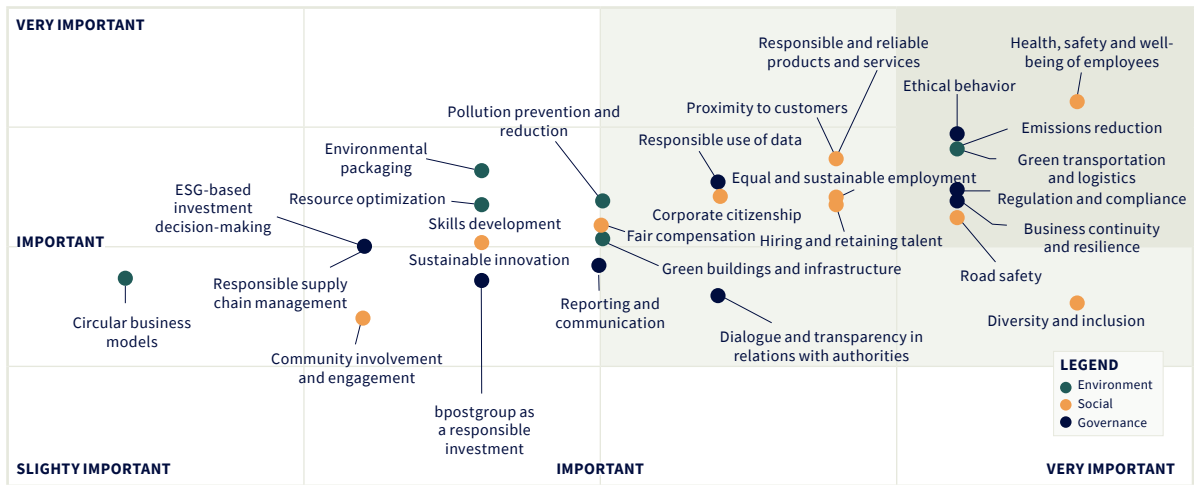 VERY IMPORTANT
Responsible and reliable
products and services
Health, safety and well-
being of employees
Ethical behavior
Proximity to customers
Pollution prevention and
reduction
Emissions reduction
Responsible use of data
Environmental
packaging
Green transportation
and logistics
Equal and sustainable employment
ESG-based
investment
decision-making
Resource optimization
Regulation and compliance
Skills development
Corporate citizenship
Fair compensation
Hiring and retaining talent
Business continuity
and resilience
IMPORTANT
Sustainable innovation
Green buildings and infrastructure
Road safety
Responsible supply
chain management
Reporting and
communication
Circular business
models
Diversity and inclusion
Dialogue and transparency in
relations with authorities
Community involvement
and engagement
LEGEND
Environment
Social
Governance
bpostgroup as
a responsible
investment
SLIGHTY IMPORTANT
IMPORTANT
VERY IMPORTANT